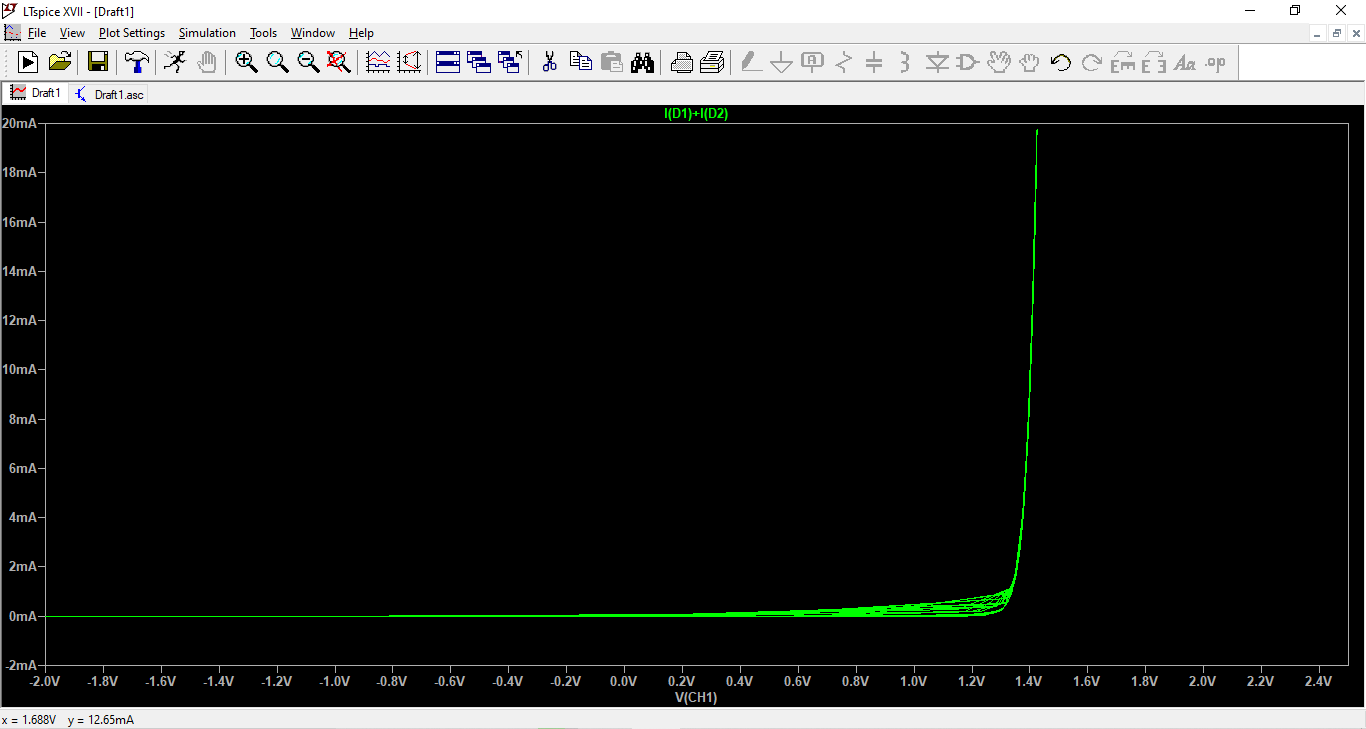 LTspice XVII - [Draft1]
File View Plot Settings Simulation Tools Window Help
Aa .op
Draft1 Draft1.asc
I(D1)+I(D2)
20mA
18mA
16mA
14mA
12mA
10mA
8mA
6mA
4mA
2mA
0mA
-2mA
-2.0V -1.8V -1.6V -1.4V -1.2V -1.0V -0.8V -0.6V -0.4V -0.2V 0.0V 0.2V 0.4V 0.6V 0.8V 1.0V 1.2V 1.4V 1.6V 1.8V 2.0V 2.2V 2.4V
V(CH1)
x = 1.688V y = 12.65mA